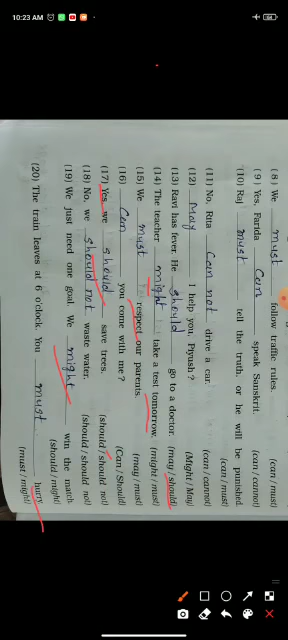 10:23 AM
(8) We must follow traffic rules. (can/must)
(9) Yes, Farida Can speak Sanskrit. (can/cannot)
(10) Raj must tell the truth, or he will be punished. (can/must)
(11) No, Rita Can not drive a car. (can/cannot)
(12) May I help you, Piyush? (Might/May)
(13) Ravi has fever. He should go to a doctor. (may/should)
(14) The teacher might take a test tomorrow. (might/must)
(15) We must respect our parents. (may/must)
(16) Can you come with me? (Can/Should)
(17) Yes, we should save trees. (should/should not)
(18) No, we should not waste water. (should/should not)
(19) We just need one goal. We might win the match. (should/might)
(20) The train leaves at 6 o'clock. You must hurry. (must/might)